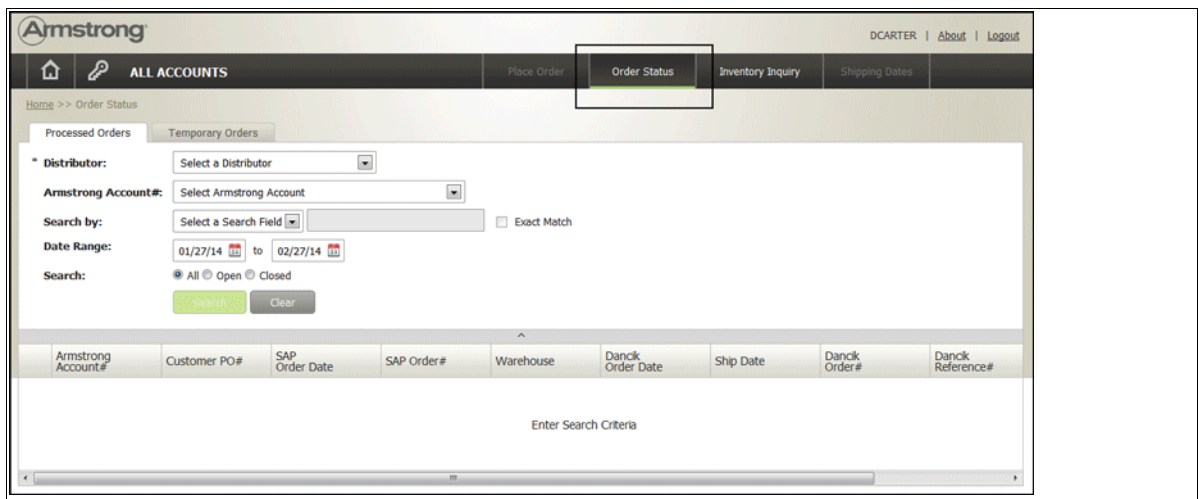 Armstrong
DCARTER | About | Logout
ALL ACCOUNTS
Place Order
Order Status
Inventory Inquiry
Shipping Dates
Home >> Order Status
Processed Orders
Temporary Orders
* Distributor: Select a Distributor
Armstrong Account#: Select Armstrong Account
Search by: Select a Search Field Exact Match
Date Range: 01/27/14 to 02/27/14
Search: All Open Closed
Search Clear
Armstrong Account#
Customer PO#
SAP Order Date
SAP Order#
Warehouse
Dancik Order Date
Ship Date
Dancik Order#
Dancik Reference#
Enter Search Criteria